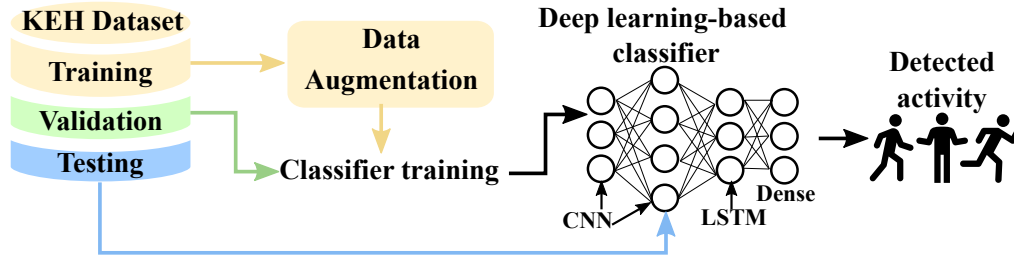 KEH Dataset
Training
Validation
Testing
Data
Augmentation
Classifier training
Deep learning-based
classifier
CNN
LSTM
Dense
Detected
activity